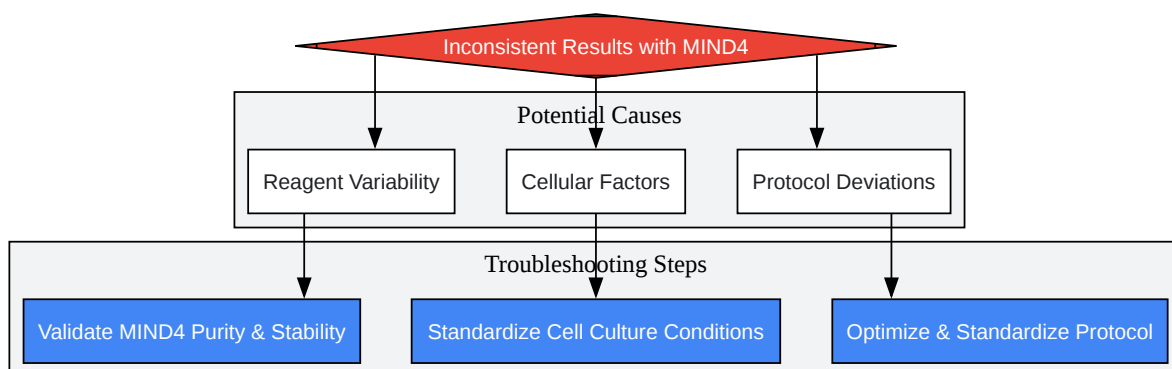 Inconsistent Results with MIND4
Potential Causes
Reagent Variability
Cellular Factors
Protocol Deviations
Troubleshooting Steps
Validate MIND4 Purity & Stability
Standardize Cell Culture Conditions
Optimize & Standardize Protocol